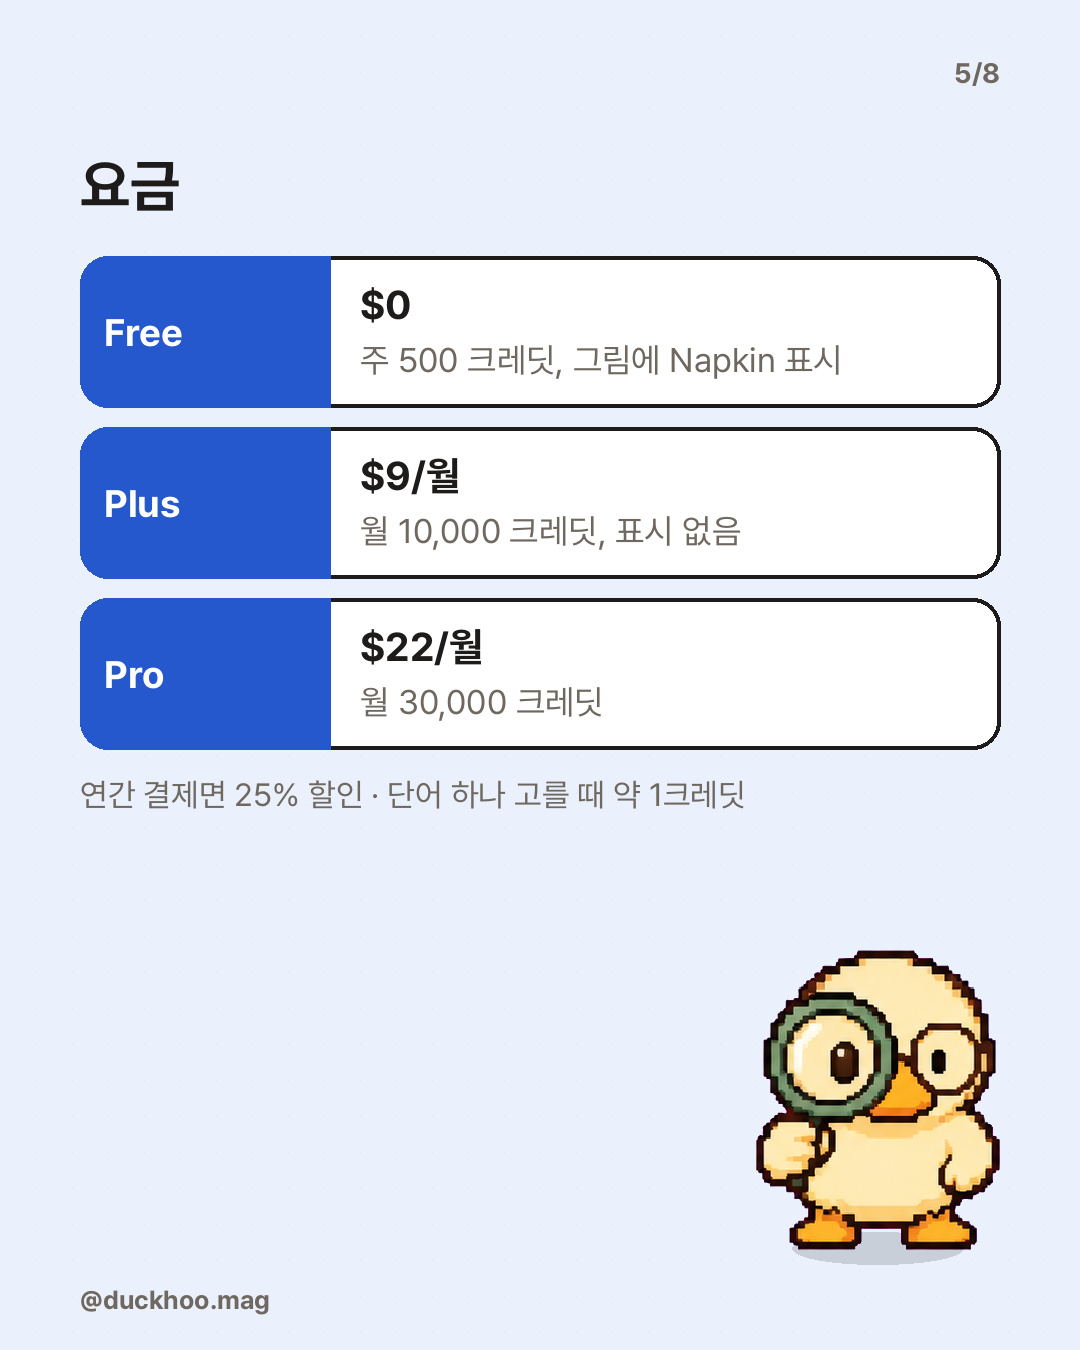 5/8
요금
Free
$0
주 500 크레딧, 그림에 Napkin 표시
Plus
$9/월
월 10,000 크레딧, 표시 없음
Pro
$22/월
월 30,000 크레딧
연간 결제면 25% 할인 · 단어 하나 고를 때 약 1크레딧
@duckhoo.mag